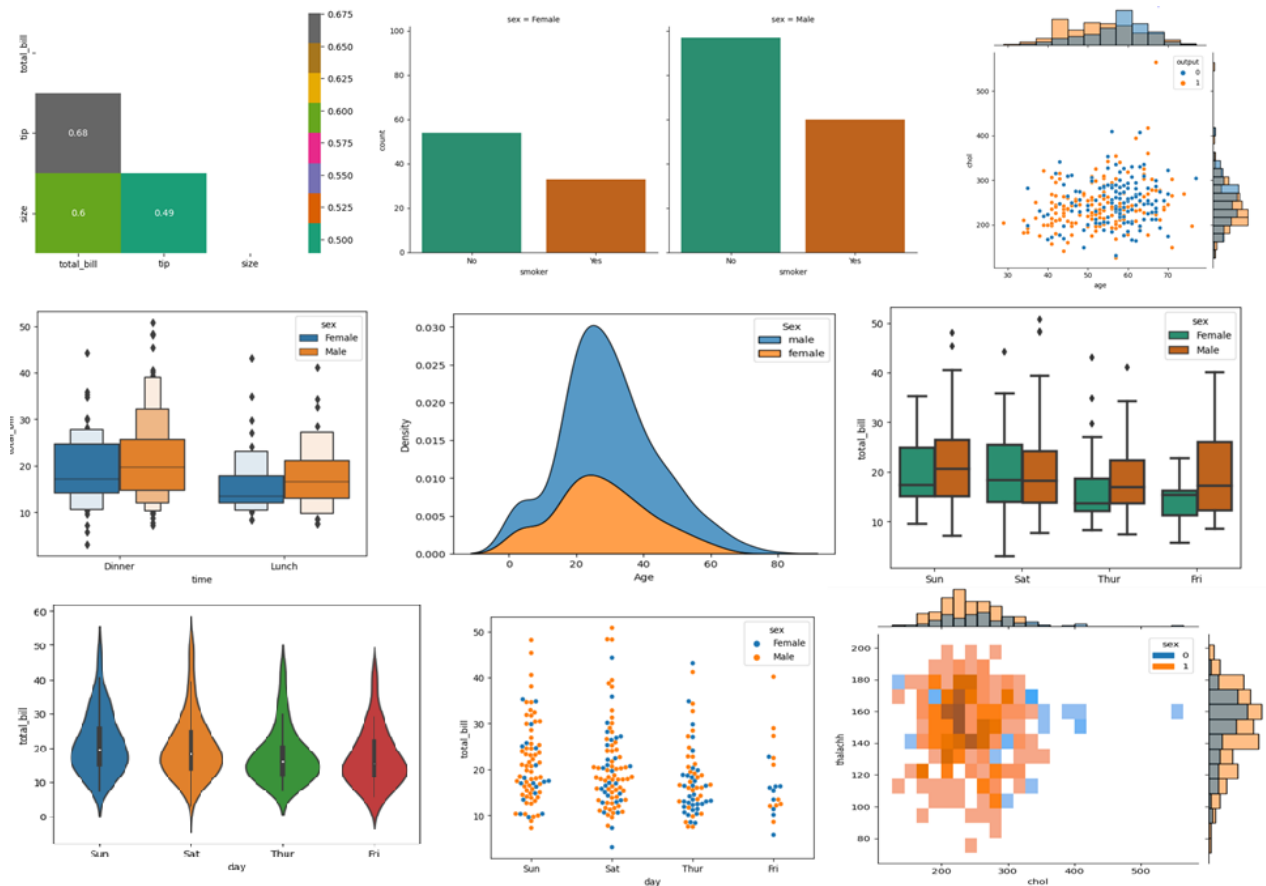 total_bill
tip
size
0.68
0.6
0.49
total_bill
tip
size
0.675
0.650
0.625
0.600
0.575
0.550
0.525
0.500
sex = Female
sex = Male
count
100
80
60
40
20
0
No
Yes
No
Yes
smoker
smoker
output
0
1
chol
500
400
300
200
30
40
50
60
70
age
sex
Female
Male
total_bill
50
40
30
20
10
Dinner
Lunch
time
Sex
male
female
Density
0.030
0.025
0.020
0.015
0.010
0.005
0.000
0
20
40
60
80
Age
sex
Female
Male
total_bill
50
40
30
20
10
Sun
Sat
Thur
Fri
total_bill
60
50
40
30
20
10
0
Sun
Sat
Thur
Fri
day
sex
Female
Male
total_bill
50
40
30
20
10
Sun
Sat
Thur
Fri
day
sex
0
1
thalachh
200
180
160
140
120
100
80
200
300
400
500
chol